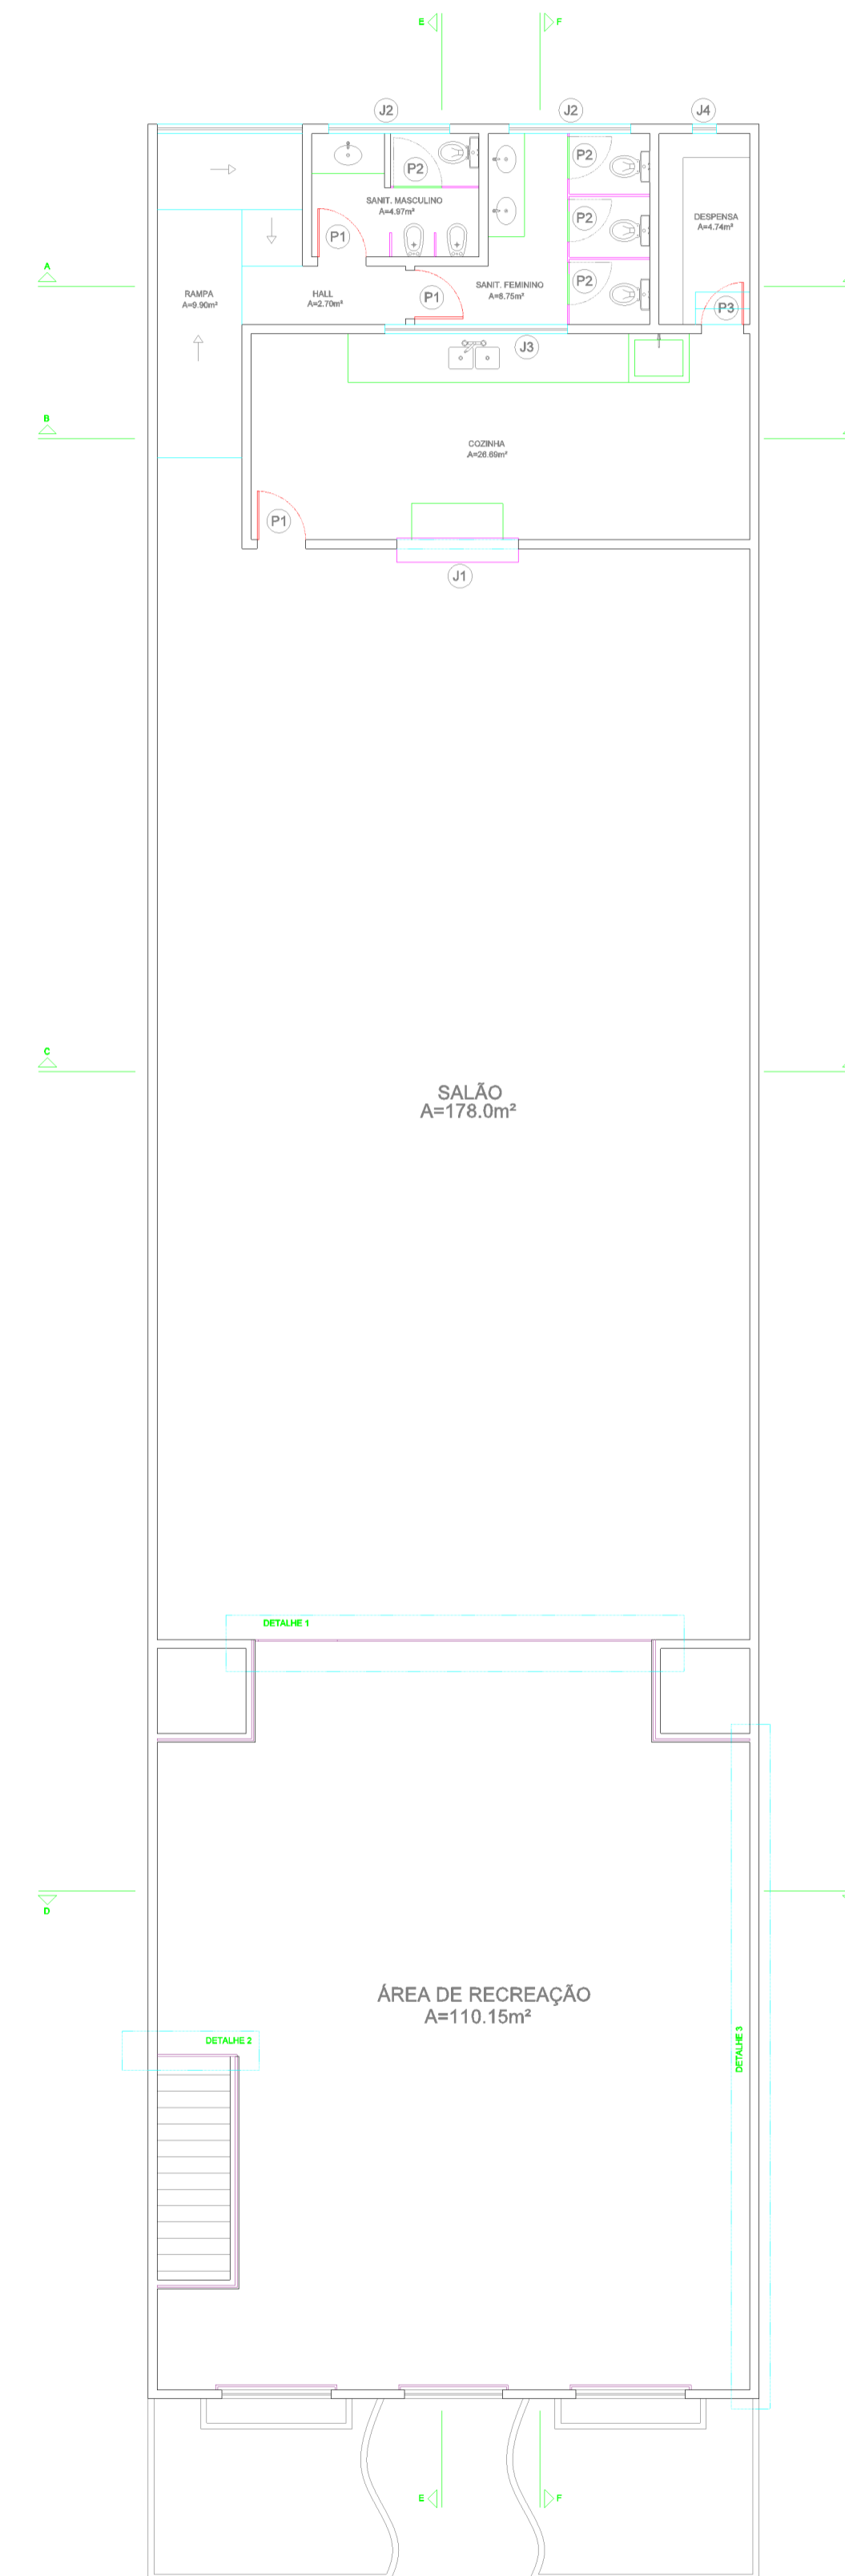 E
F
J2
J2
J4
P2
P2
SANIT. MASCULINO
A=4.97m²
P2
DESPENSA
A=4.74m²
P1
A
RAMPA
A=9.90m²
HALL
A=2.70m²
P1
SANIT. FEMININO
A=6.75m²
P2
P3
J3
B
COZINHA
A=26.69m²
P1
J1
C
SALÃO
A=178.0m²
DETALHE 1
D
ÁREA DE RECREAÇÃO
A=110.15m²
DETALHE 2
DETALHE 3
E
F